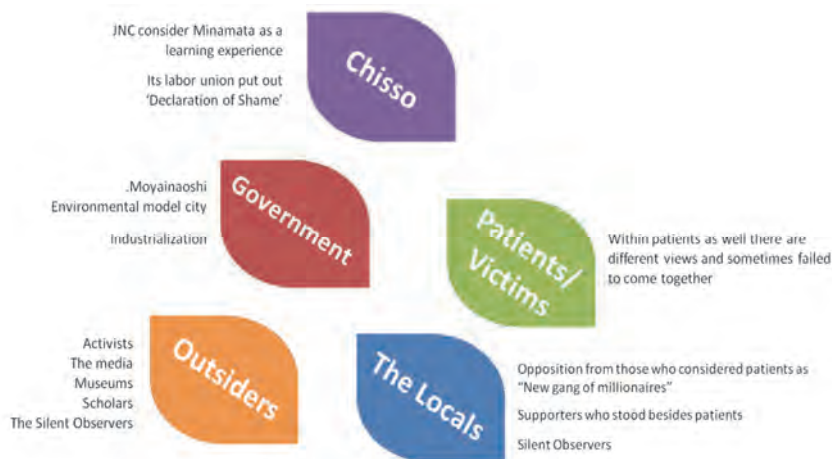 JNC consider Minamata as a
learning experience
Its labor union put out
‘Declaration of Shame’
Chisso
.Moyainaoshi
Environmental model city
Industrialization
Government
Patients/
Victims
Within patients as well there are
different views and sometimes failed
to come together
Activists
The media
Museums
Scholars
The Silent Observers
Outsiders
The Locals
Opposition from those who considered patients as
“New gang of millionaires”
Supporters who stood besides patients
Silent Observers